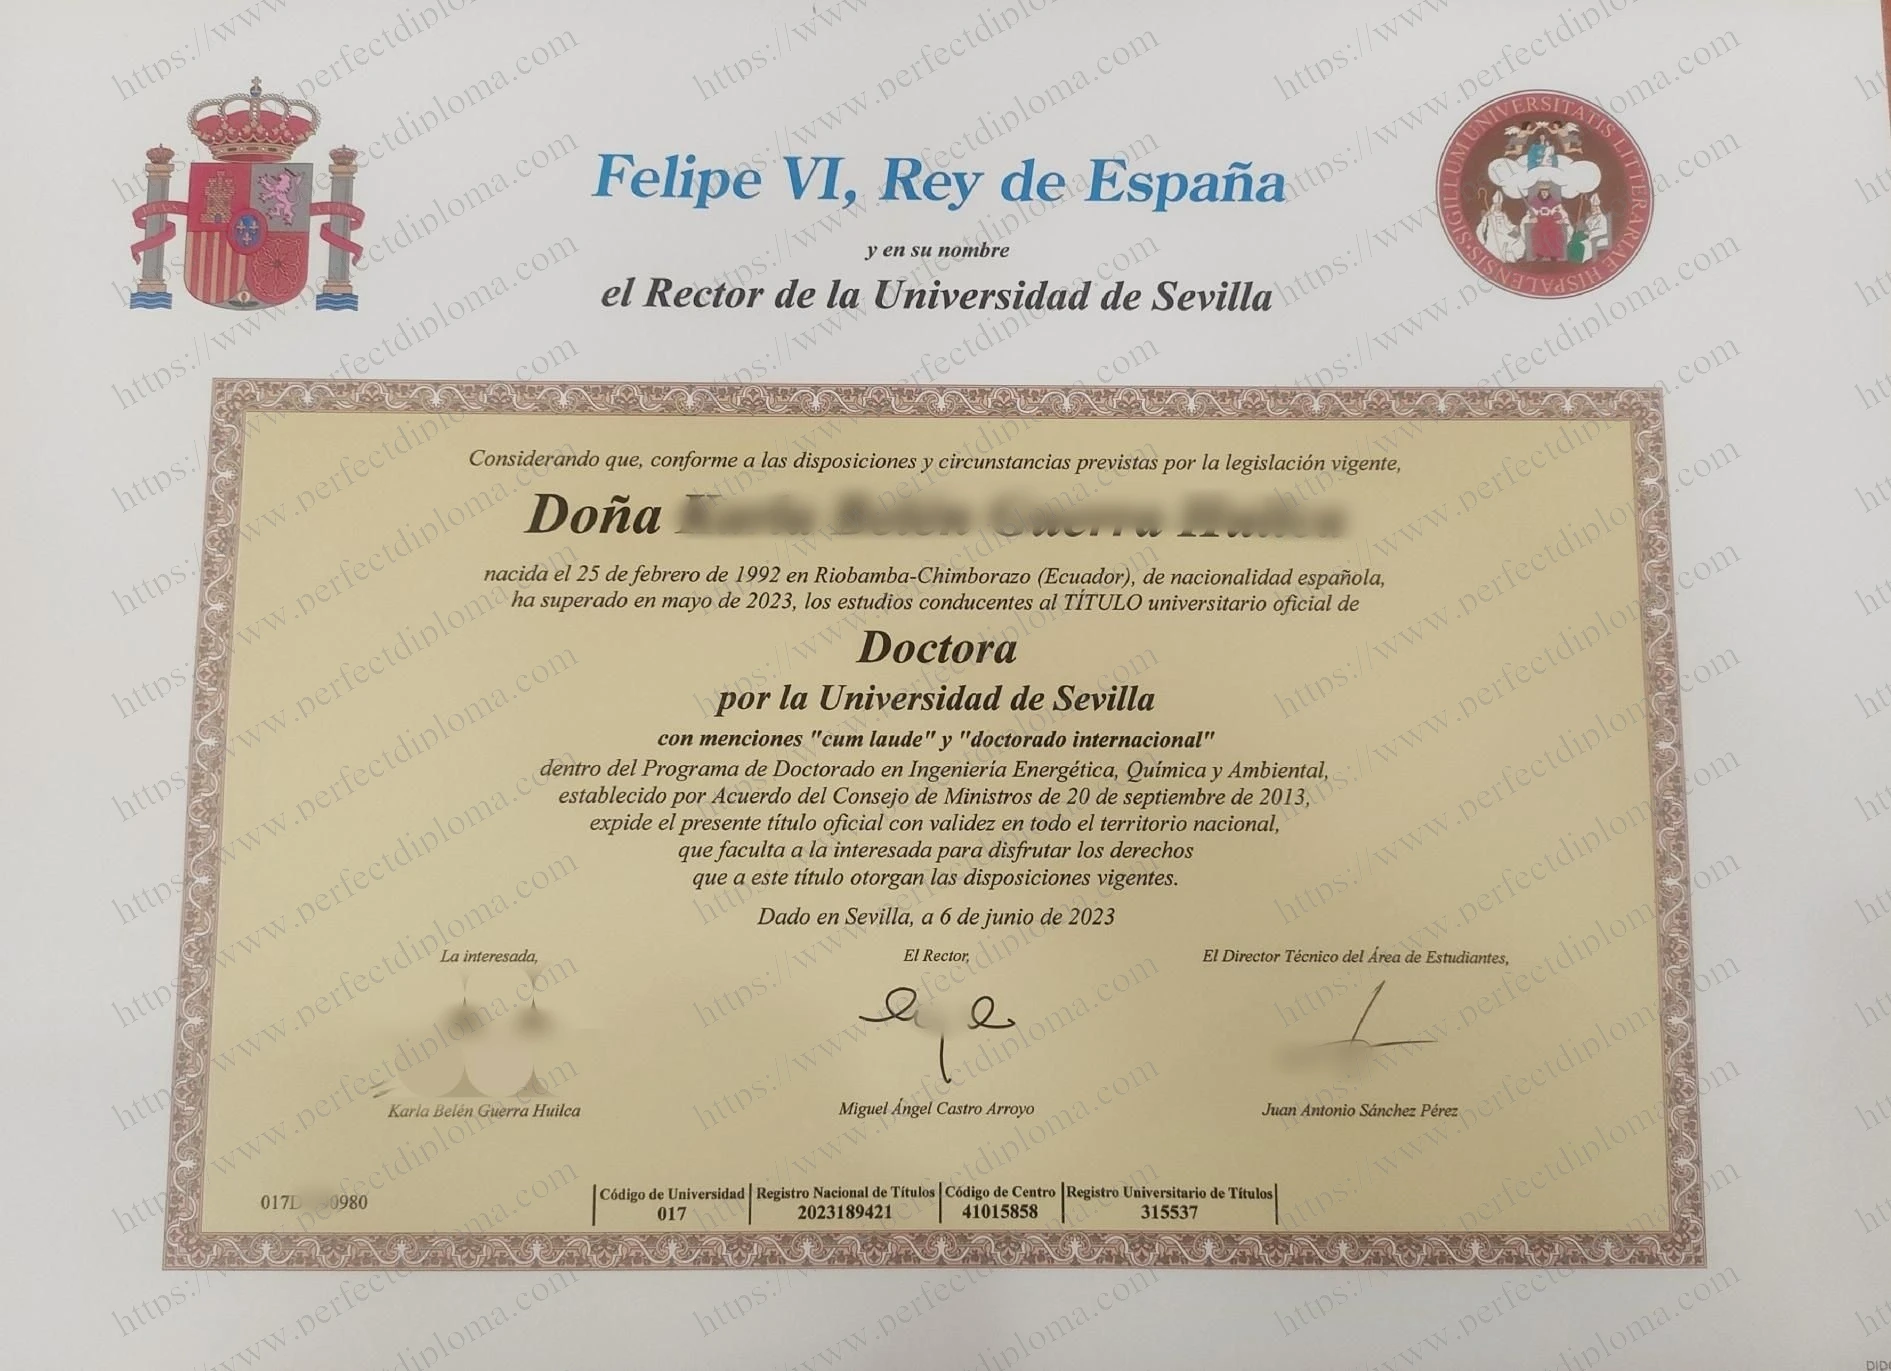 Felipe VI, Rey de España
y en su nombre
el Rector de la Universidad de Sevilla
SIGILLUM UNIVERSITATIS LITTERARIAE HISPALENSIS
Considerando que, conforme a las disposiciones y circunstancias previstas por la legislación vigente,
Doña
nacida el 25 de febrero de 1992 en Riobamba-Chimborazo (Ecuador), de nacionalidad española,
ha superado en mayo de 2023, los estudios conducentes al TÍTULO universitario oficial de
Doctora
por la Universidad de Sevilla
con menciones "cum laude" y "doctorado internacional"
dentro del Programa de Doctorado en Ingeniería Energética, Química y Ambiental,
establecido por Acuerdo del Consejo de Ministros de 20 de septiembre de 2013,
expide el presente título oficial con validez en todo el territorio nacional,
que faculta a la interesada para disfrutar los derechos
que a este título otorgan las disposiciones vigentes.
Dado en Sevilla, a 6 de junio de 2023
La interesada,
El Rector,
El Director Técnico del Área de Estudiantes,
Karla Belén Guerra Huilca
Miguel Ángel Castro Arroyo
Juan Antonio Sánchez Pérez
Código de Universidad
017
Registro Nacional de Títulos
2023189421
Código de Centro
41015858
Registro Universitario de Títulos
315537
https://www.perfectdiploma.com